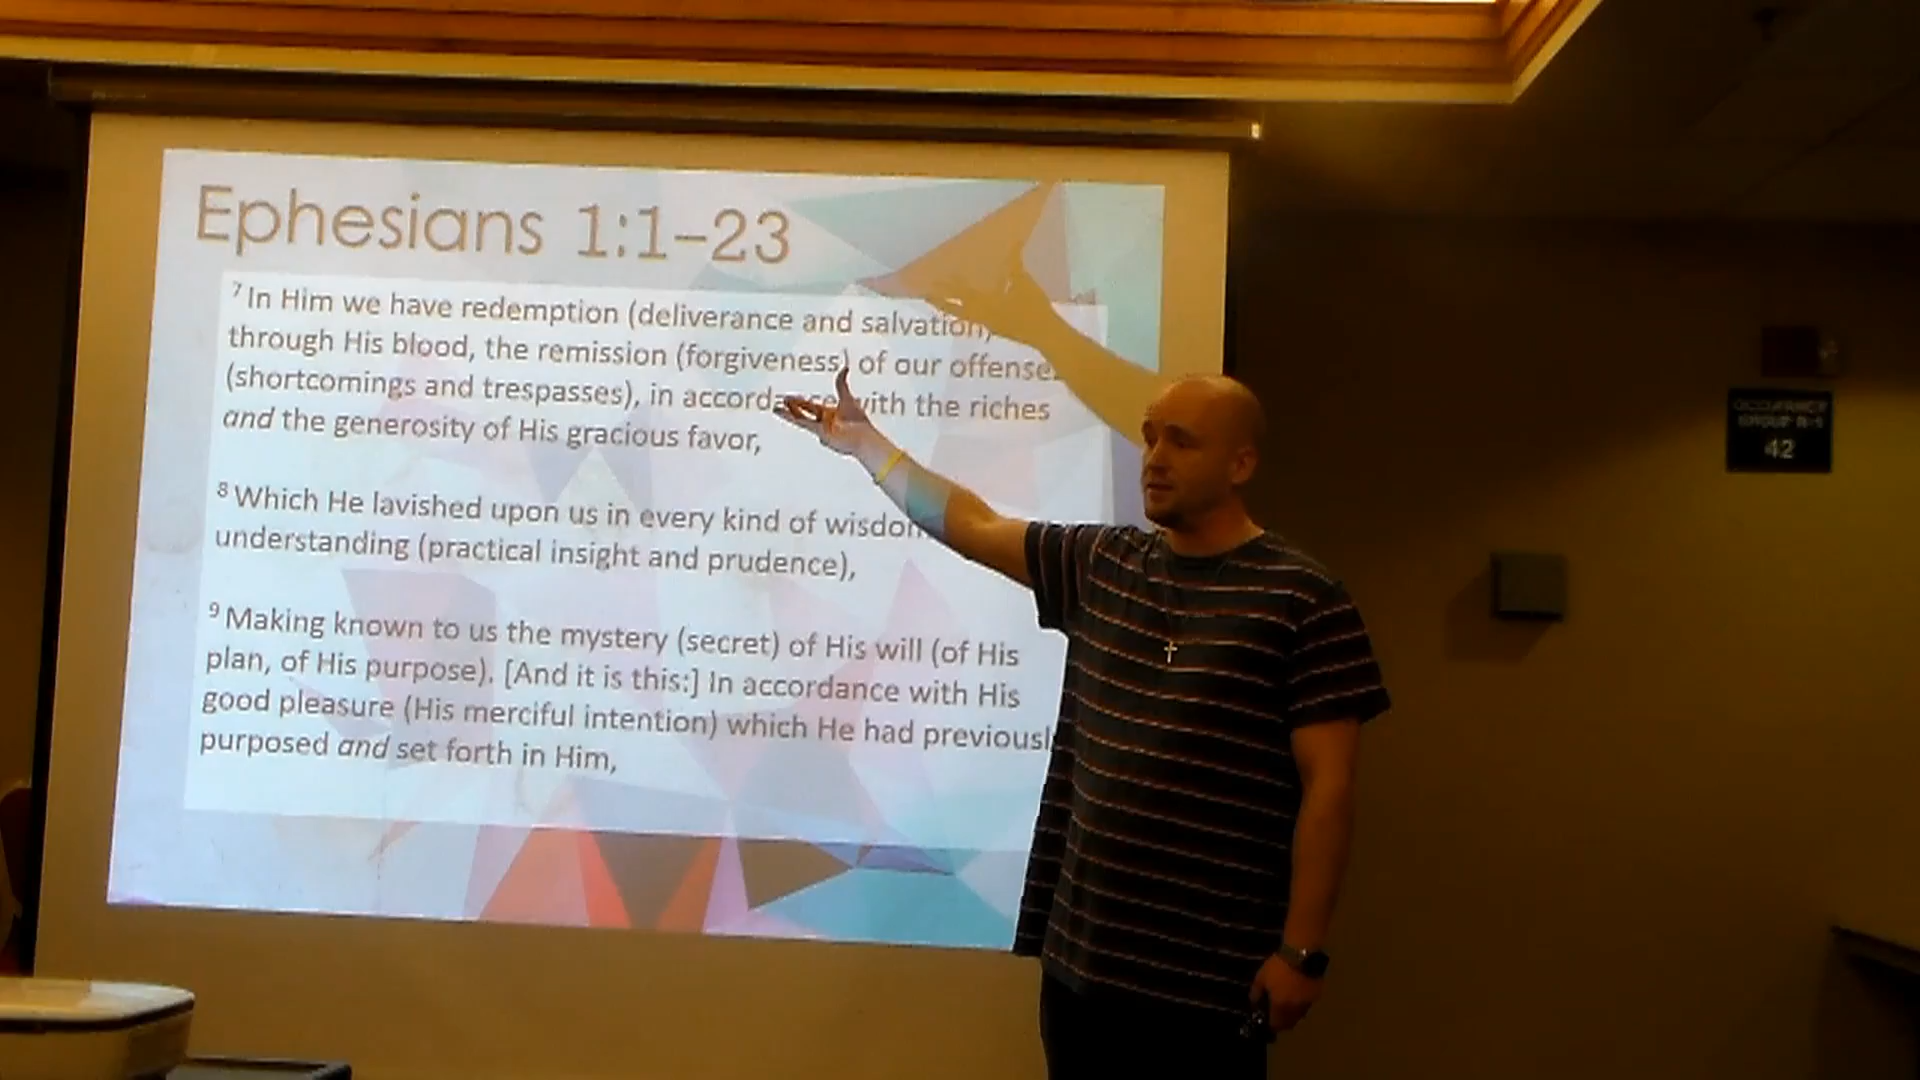 Ephesians 1:1–23
7 In Him we have redemption (deliverance and salvation)
through His blood, the remission (forgiveness) of our offense
(shortcomings and trespasses), in accordance with the riches
and the generosity of His gracious favor,
8 Which He lavished upon us in every kind of wisdom
understanding (practical insight and prudence),
9 Making known to us the mystery (secret) of His will (of His
plan, of His purpose). [And it is this:] In accordance with His
good pleasure (His merciful intention) which He had previously
purposed and set forth in Him,
OCCUPANCY
GROUP
42